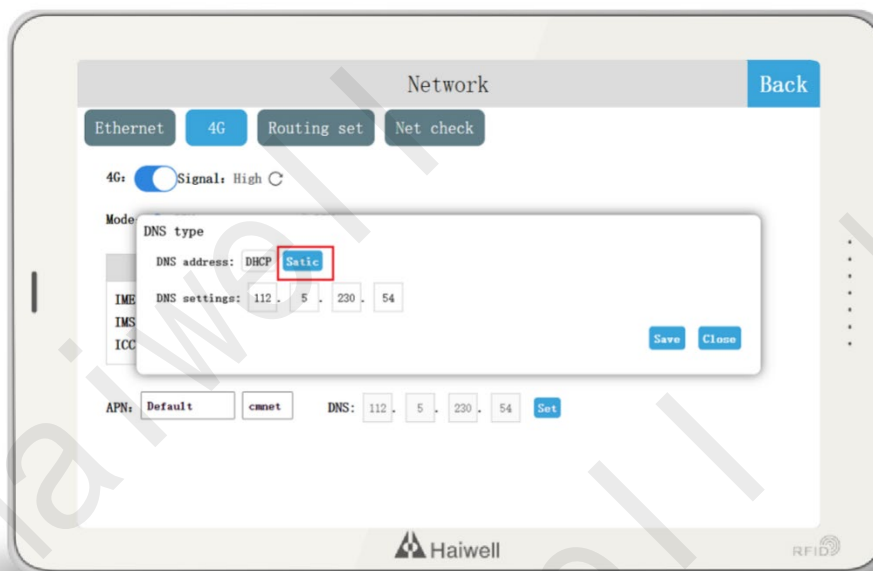 Network
Back
Ethernet
4G
Routing set
Net check
4G:
Signal: High
Mode
DNS type
DNS address: DHCP Satic
DNS settings: 112 . 5 . 230 . 54
IME
IMS
ICC
Save Close
APN: Default cmnet DNS: 112 . 5 . 230 . 54 Set
Haiwell
RFID
haiwell